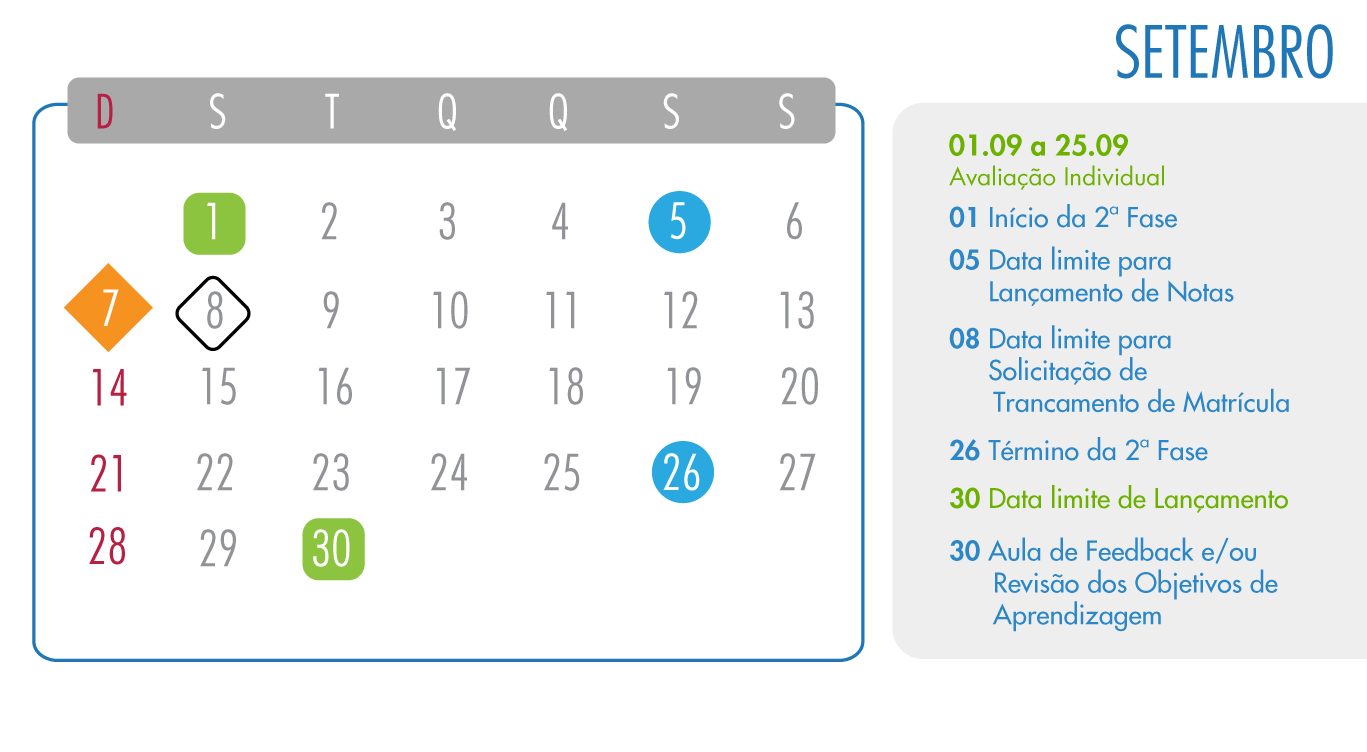 SETEMBRO
D S T Q Q S S
1 2 3 4 5 6
7 8 9 10 11 12 13
14 15 16 17 18 19 20
21 22 23 24 25 26 27
28 29 30
01.09 a 25.09
Avaliação Individual
01 Início da 2ª Fase
05 Data limite para
Lançamento de Notas
08 Data limite para
Solicitação de
Trancamento de Matrícula
26 Término da 2ª Fase
30 Data limite de Lançamento
30 Aula de Feedback e/ou
Revisão dos Objetivos de
Aprendizagem